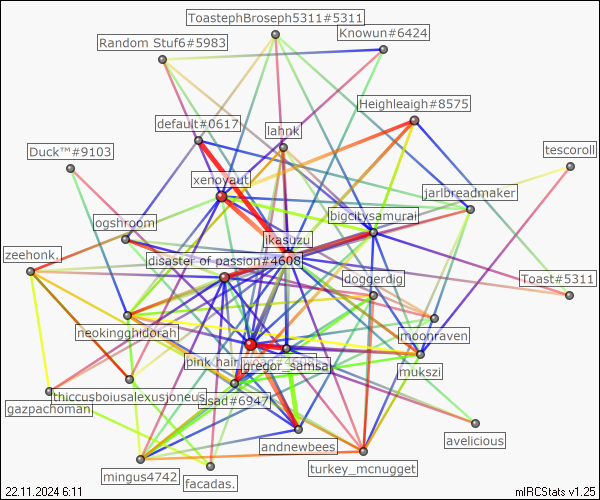 ToastephBroseph5311#5311
Knowun#6424
Random Stuf6#5983
Heighleaigh#8575
default#0617
lahnk
Duck™#9103
tescoroll
xenoyaut
jarlbreadmaker
bigcitysamurai
ogshroom
ikasuzu
zeehonk.
disaster of passion#4608
doggerdig
Toast#5311
neokingghidorah
moonraven
pink hair
gregor_samsa
mukszi
thiccusboiusalexusjoneus
gazpachoman
sad#6947
avelicious
andnewbees
turkey_mcnugget
mingus4742
facadas.
22.11.2024 6:11
mIRCStats v1.25